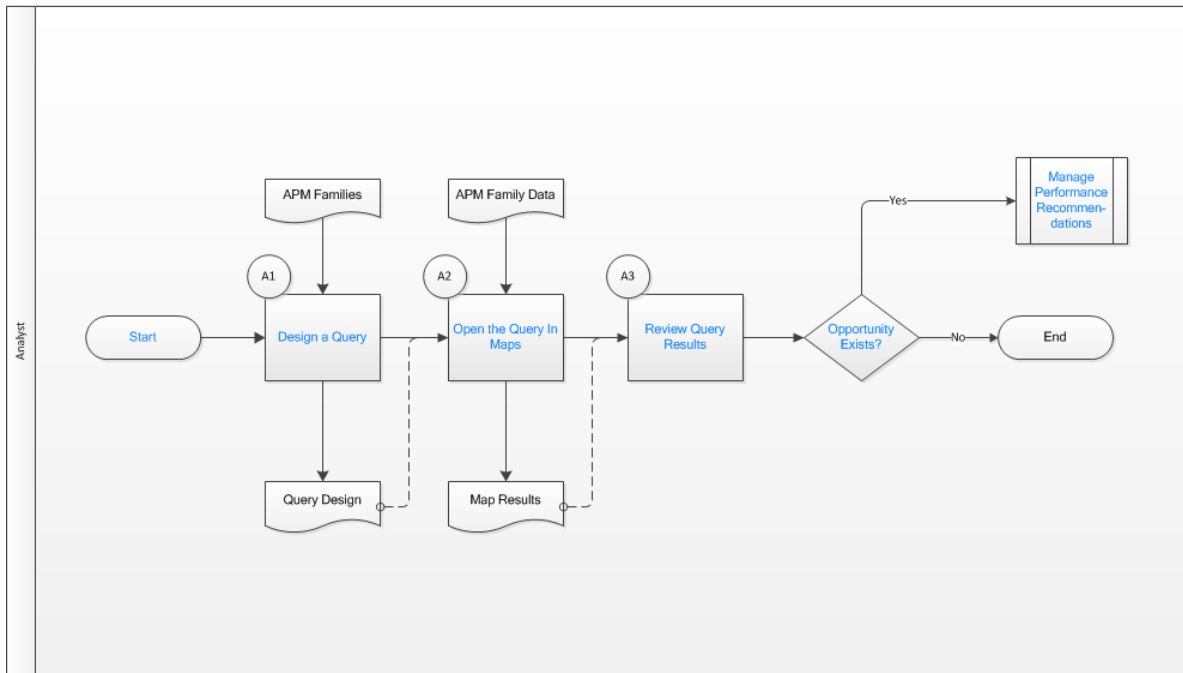 Analyst
APM Families
APM Family Data
Manage
Performance
Recommen-
dations
Yes
A1
A2
A3
Start
Design a Query
Open the Query In
Maps
Review Query
Results
Opportunity
Exists?
No
End
Query Design
Map Results